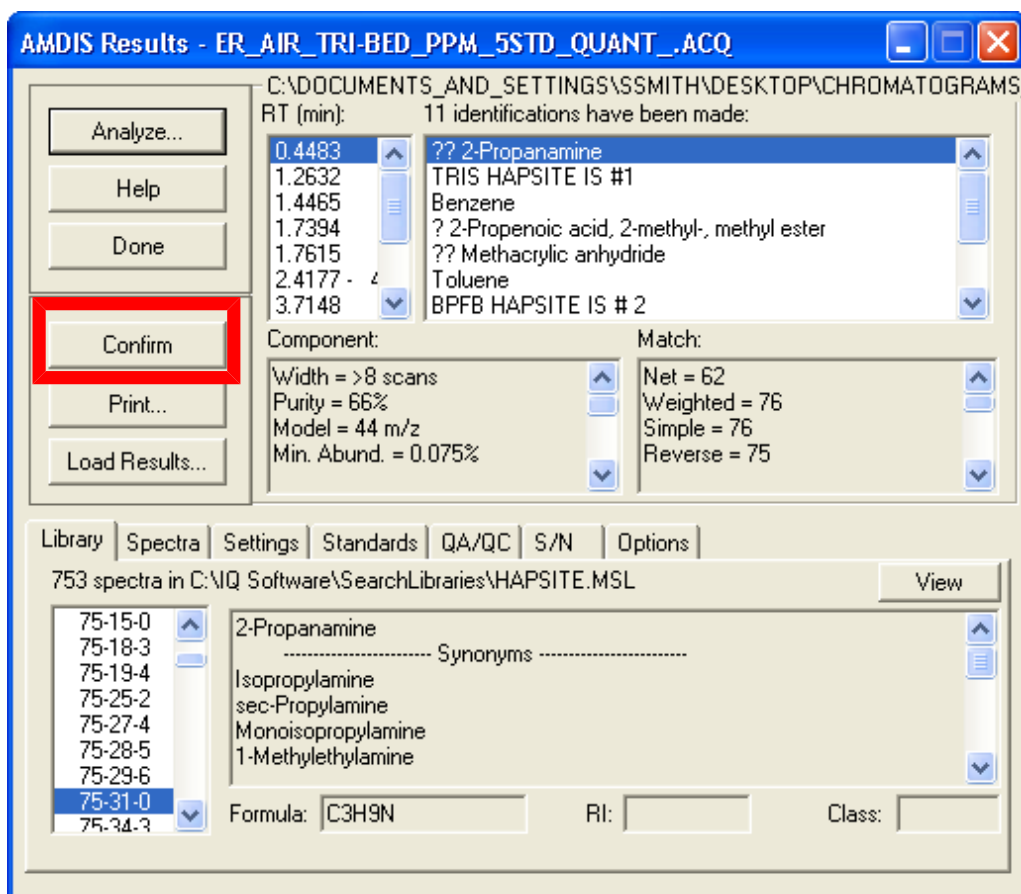 AMDIS Results - ER_AIR_TRI-BED_PPM_5STD_QUANT_.ACQ
C:\DOCUMENTS_AND_SETTINGS\SSMITH\DESKTOP\CHROMATOGRAMS
Analyze...
Help
Done
Confirm
Print...
Load Results...
RT (min): 11 identifications have been made:
0.4483 ?? 2-Propanamine
1.2632 TRIS HAPSITE IS #1
1.4465 Benzene
1.7394 ? 2-Propenoic acid, 2-methyl-, methyl ester
1.7615 ?? Methacrylic anhydride
2.4177 - Toluene
3.7148 BPFB HAPSITE IS # 2
Component: Match:
Width = >8 scans Net = 62
Purity = 66% Weighted = 76
Model = 44 m/z Simple = 76
Min. Abund. = 0.075% Reverse = 75
Library Spectra Settings Standards QA/QC S/N Options
753 spectra in C:\IQ Software\SearchLibraries\HAPSITE.MSL View
75-15-0
75-18-3
75-19-4
75-25-2
75-27-4
75-28-5
75-29-6
75-31-0
75-34-3
2-Propanamine
------------------------- Synonyms -------------------------
Isopropylamine
sec-Propylamine
Monoisopropylamine
1-Methylethylamine
Formula: C3H9N RI: Class: